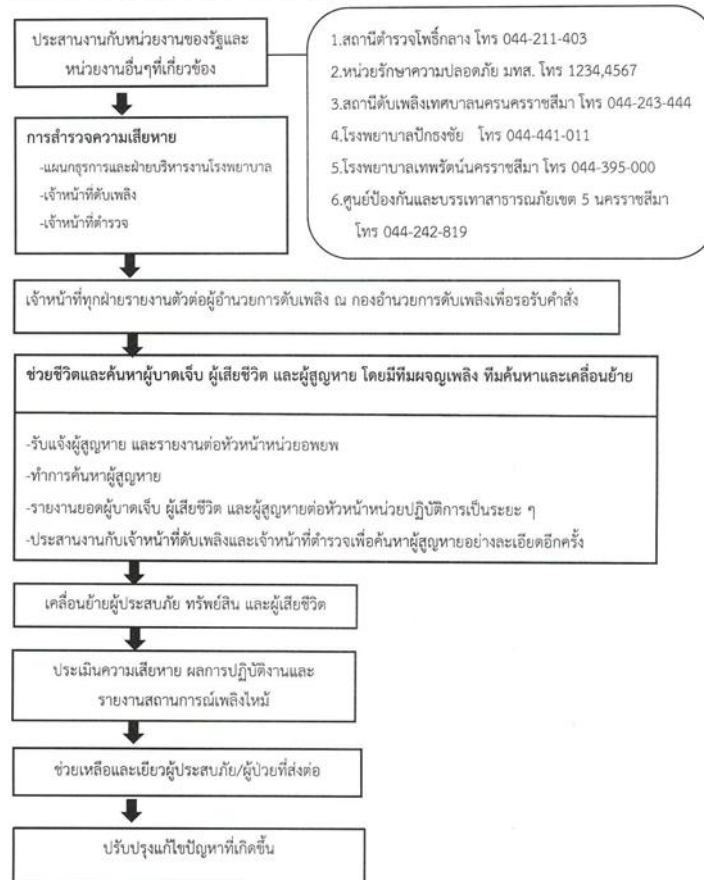 ประสานงานกับหน่วยงานของรัฐและ
หน่วยงานอื่นๆที่เกี่ยวข้อง
1.สถานีตำรวจโพธิ์กลาง โทร 044-211-403
2.หน่วยรักษาความปลอดภัย มทส. โทร 1234,4567
3.สถานีดับเพลิงเทศบาลนครนครราชสีมา โทร 044-243-444
4.โรงพยาบาลปักธงชัย โทร 044-441-011
5.โรงพยาบาลเทพรัตน์นครราชสีมา โทร 044-395-000
6.ศูนย์ป้องกันและบรรเทาสาธารณภัยเขต 5 นครราชสีมา
โทร 044-242-819
การสำรวจความเสียหาย
-แผนกธุรการและฝ่ายบริหารงานโรงพยาบาล
-เจ้าหน้าที่ดับเพลิง
-เจ้าหน้าที่ตำรวจ
เจ้าหน้าที่ทุกฝ่ายรายงานตัวต่อผู้อำนวยการดับเพลิง ณ กองอำนวยการดับเพลิงเพื่อรอรับคำสั่ง
ช่วยชีวิตและค้นหาผู้บาดเจ็บ ผู้เสียชีวิต และผู้สูญหาย โดยมีทีมผจญเพลิง ทีมค้นหาและเคลื่อนย้าย
-รับแจ้งผู้สูญหาย และรายงานต่อหัวหน้าหน่วยอพยพ
-ทำการค้นหาผู้สูญหาย
-รายงานยอดผู้บาดเจ็บ ผู้เสียชีวิต และผู้สูญหายต่อหัวหน้าหน่วยปฏิบัติการเป็นระยะ ๆ
-ประสานงานกับเจ้าหน้าที่ดับเพลิงและเจ้าหน้าที่ตำรวจเพื่อค้นหาผู้สูญหายอย่างละเอียดอีกครั้ง
เคลื่อนย้ายผู้ประสบภัย ทรัพย์สิน และผู้เสียชีวิต
ประเมินความเสียหาย ผลการปฏิบัติงานและ
รายงานสถานการณ์เพลิงไหม้
ช่วยเหลือและเยียวผู้ประสบภัย/ผู้ป่วยที่ส่งต่อ
ปรับปรุงแก้ไขปัญหาที่เกิดขึ้น